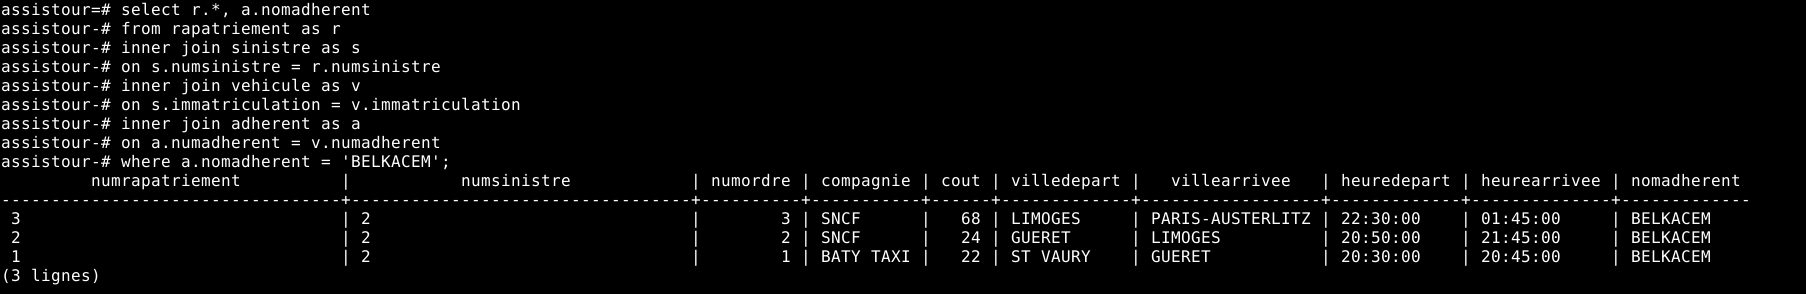 assistour=# select r.*, a.nomadherent
assistour-# from rapatriement as r
assistour-# inner join sinistre as s
assistour-# on s.numsinistre = r.numsinistre
assistour-# inner join vehicule as v
assistour-# on s.immatriculation = v.immatriculation
assistour-# inner join adherent as a
assistour-# on a.numadherent = v.numadherent
assistour-# where a.nomadherent = 'BELKACEM';
         numrapatriement          |           numsinistre            | numordre | compagnie | cout | villedepart |   villearrivee   | heuredepart | heurearrivee | nomadherent
----------------------------------+----------------------------------+----------+-----------+------+-------------+------------------+-------------+--------------+-------------
 3                                | 2                                |        3 | SNCF      |   68 | LIMOGES     | PARIS-AUSTERLITZ | 22:30:00    | 01:45:00     | BELKACEM
 2                                | 2                                |        2 | SNCF      |   24 | GUERET      | LIMOGES          | 20:50:00    | 21:45:00     | BELKACEM
 1                                | 2                                |        1 | BATY TAXI |   22 | ST VAURY    | GUERET           | 20:30:00    | 20:45:00     | BELKACEM
(3 lignes)